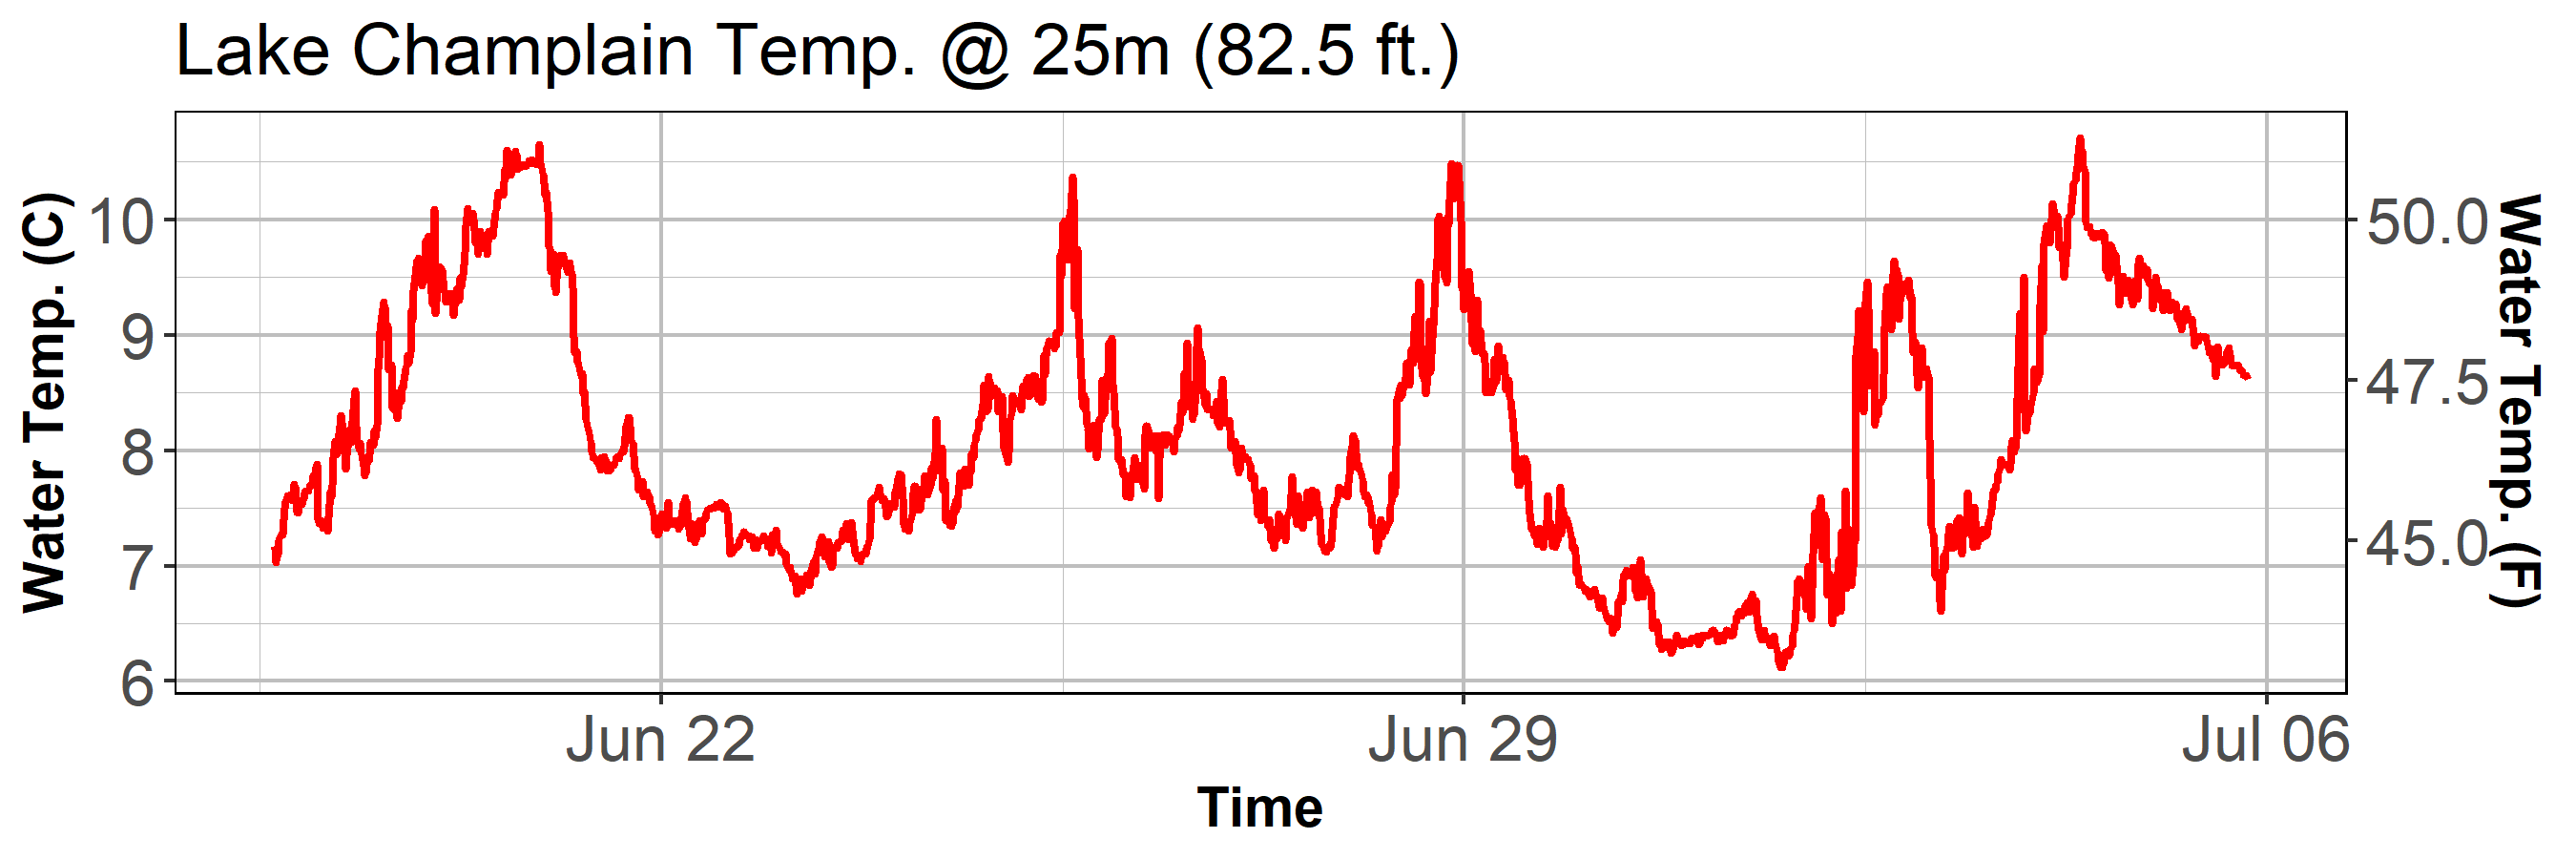 Lake Champlain Temp. @ 25m (82.5 ft.)
Water Temp. (C)
10
9
8
7
6
50.0
47.5
45.0
Water Temp. (F)
Jun 22
Jun 29
Jul 06
Time